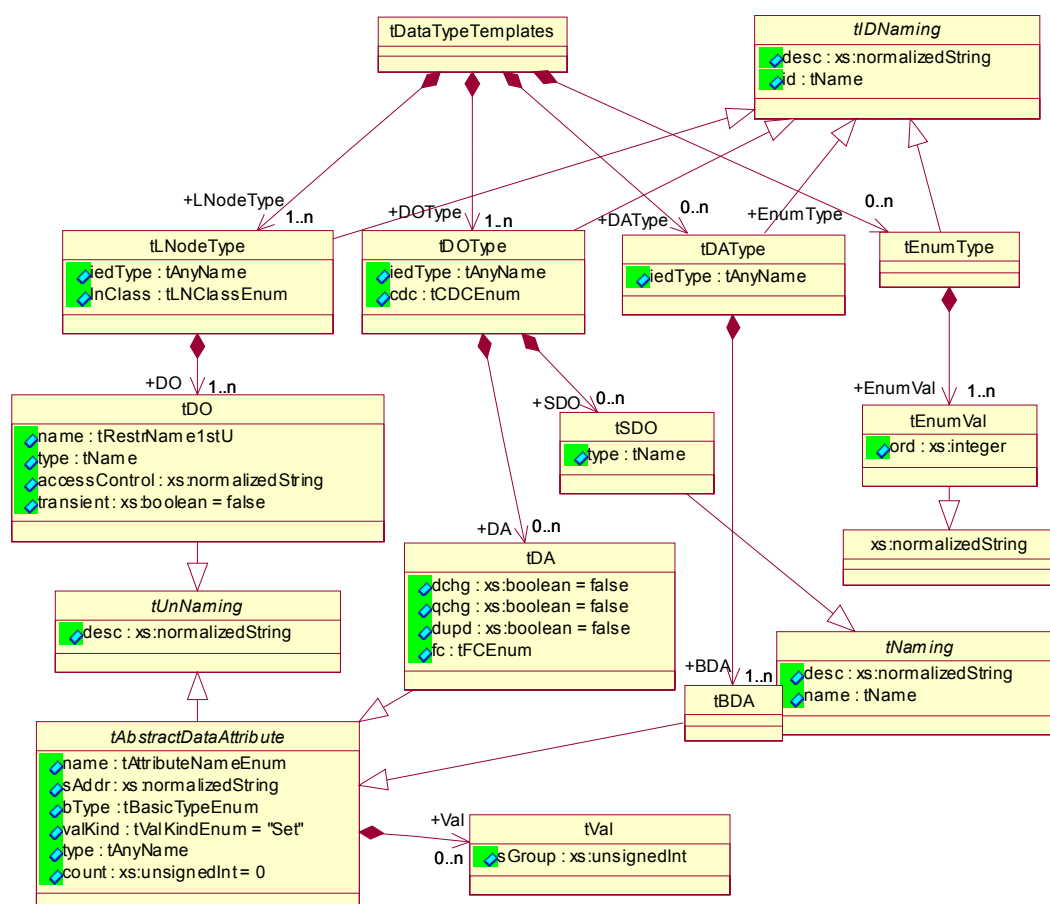 tDataTypeTemplates
tIDNaming
desc : xs:normalizedString
id : tName
+LNodeType
1..n
+DOType
1..n
+DAType
0..n
+EnumType
0..n
tLNodeType
iedType : tAnyName
lnClass : tLNClassEnum
tDOType
iedType : tAnyName
cdc : tCDCEnum
tDAType
iedType : tAnyName
tEnumType
+DO
1..n
+SDO
0..n
+EnumVal
1..n
tDO
name : tRestrName1stU
type : tName
accessControl : xs:normalizedString
transient : xs:boolean = false
tSDO
type : tName
tEnumVal
ord : xs:integer
+DA
0..n
xs:normalizedString
tDA
dchg : xs:boolean = false
qchg : xs:boolean = false
dupd : xs:boolean = false
fc : tFCEnum
tUnNaming
desc : xs:normalizedString
+BDA
1..n
tNaming
desc : xs:normalizedString
name : tName
tBDA
tAbstractDataAttribute
name : tAttributeNameEnum
sAddr : xs:normalizedString
bType : tBasicTypeEnum
valKind : tValKindEnum = "Set"
type : tAnyName
count : xs:unsignedInt = 0
+Val
0..n
tVal
sGroup : xs:unsignedInt